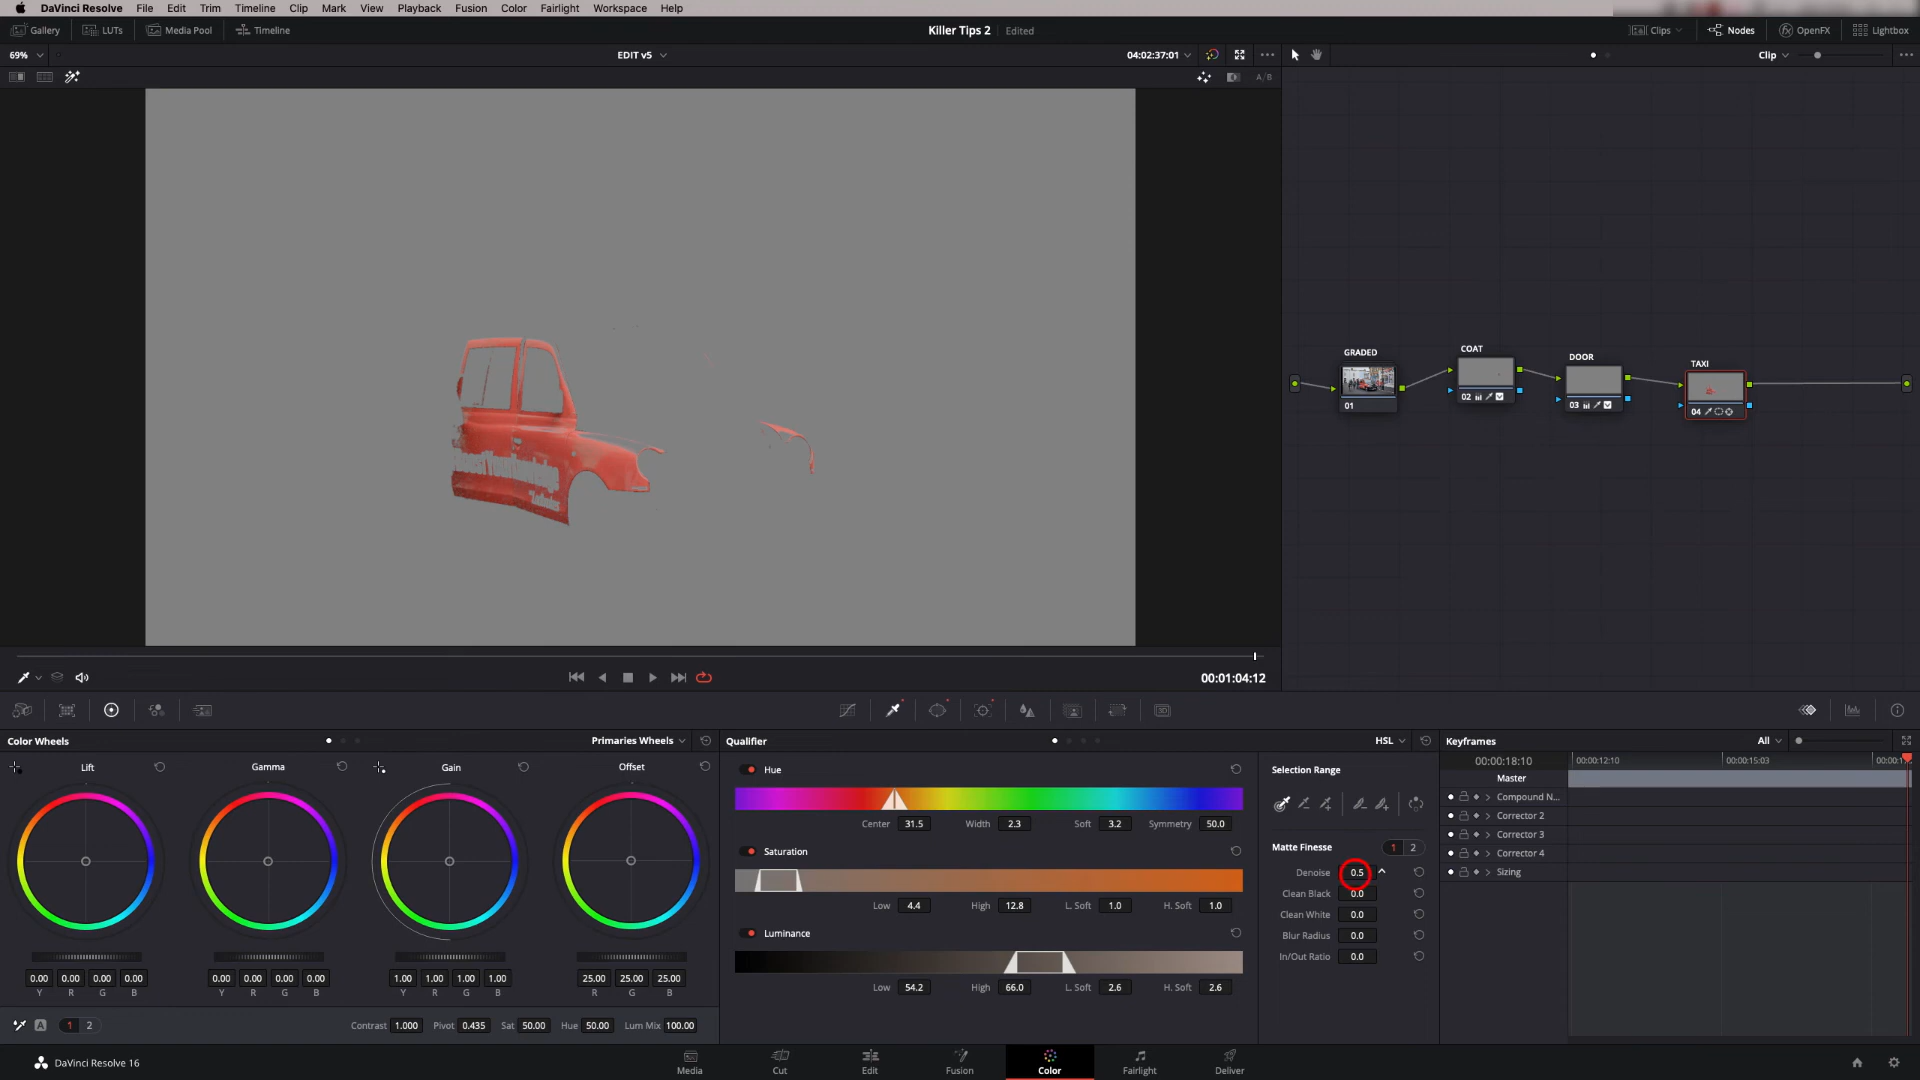 DaVinci Resolve File Edit Trim Timeline Clip Mark View Playback Fusion Color Fairlight Workspace Help
Gallery LUTs Media Pool Timeline Killer Tips 2 Edited Clips Nodes OpenFX Lightbox
69% EDIT v5 04:02:37:01 Clip
A/B
GRADED COAT DOOR TAXI
01 02 03 04
00:01:04:12
Color Wheels Primaries Wheels Qualifier HSL Keyframes All
Lift Gamma Gain Offset
0.00 0.00 0.00 0.00 0.00 0.00 0.00 0.00 1.00 1.00 1.00 1.00 25.00 25.00 25.00
Y R G B Y R G B Y R G B R G B
A 1 2 Contrast 1.000 Pivot 0.435 Sat 50.00 Hue 50.00 Lum Mix 100.00
Hue
Center 31.5 Width 2.3 Soft 3.2 Symmetry 50.0
Saturation
Low 4.4 High 12.8 L. Soft 1.0 H. Soft 1.0
Luminance
Low 54.2 High 66.0 L. Soft 2.6 H. Soft 2.6
Selection Range
Matte Finesse 1 2
Denoise 0.5
Clean Black 0.0
Clean White 0.0
Blur Radius 0.0
In/Out Ratio 0.0
00:00:18:10 00:00:12:10 00:00:15:03
Master
Compound N...
Corrector 2
Corrector 3
Corrector 4
Sizing
DaVinci Resolve 16 Media Cut Edit Fusion Color Fairlight Deliver